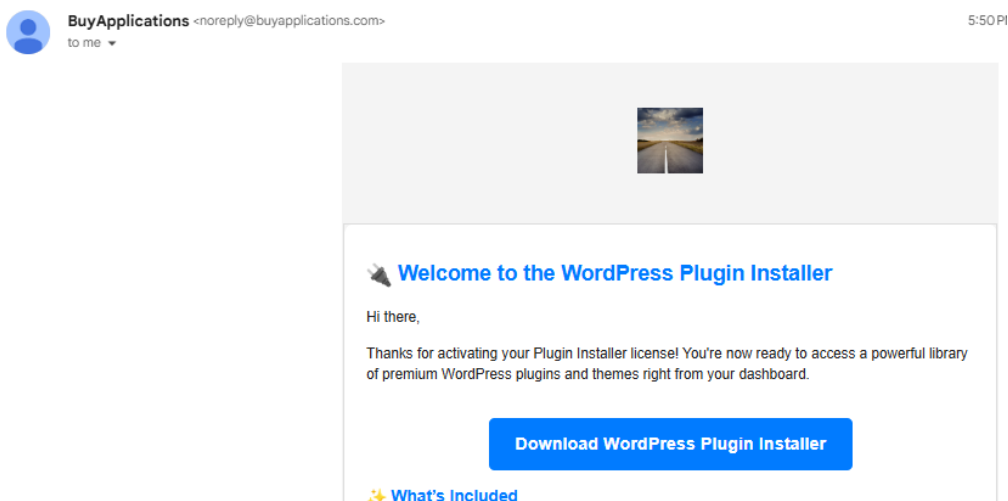 BuyApplications <noreply@buyapplications.com>
5:50 PM
to me
Welcome to the WordPress Plugin Installer
Hi there,
Thanks for activating your Plugin Installer license! You're now ready to access a powerful library
of premium WordPress plugins and themes right from your dashboard.
Download WordPress Plugin Installer
✨ What's Included